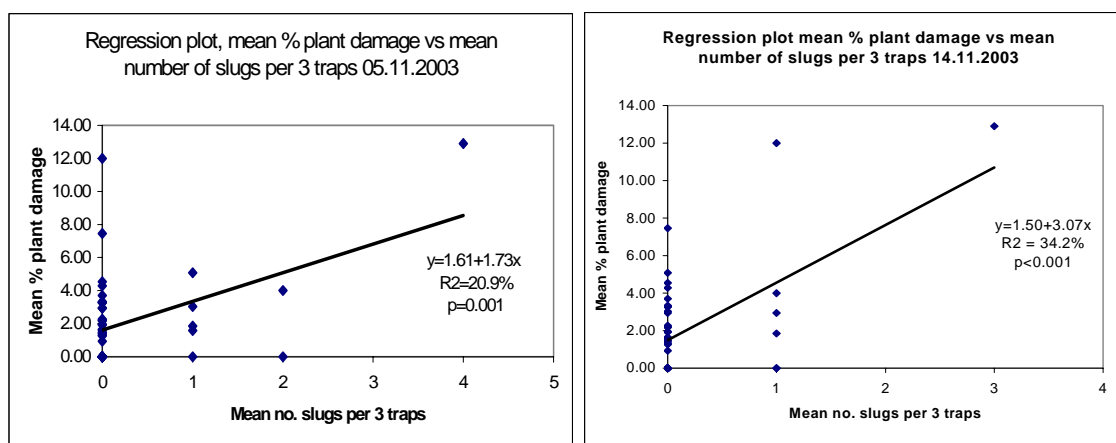 Regression plot, mean % plant damage vs mean
number of slugs per 3 traps 05.11.2003
14.00
12.00
10.00
8.00
6.00
4.00
2.00
0.00
Mean % plant damage
y=1.61+1.73x
R2=20.9%
p=0.001
0 1 2 3 4 5
Mean no. slugs per 3 traps
Regression plot mean % plant damage vs mean
number of slugs per 3 traps 14.11.2003
14.00
12.00
10.00
8.00
6.00
4.00
2.00
0.00
Mean % plant damage
y=1.50+3.07x
R2 = 34.2%
p<0.001
0 1 2 3 4
Mean no. slugs per 3 traps